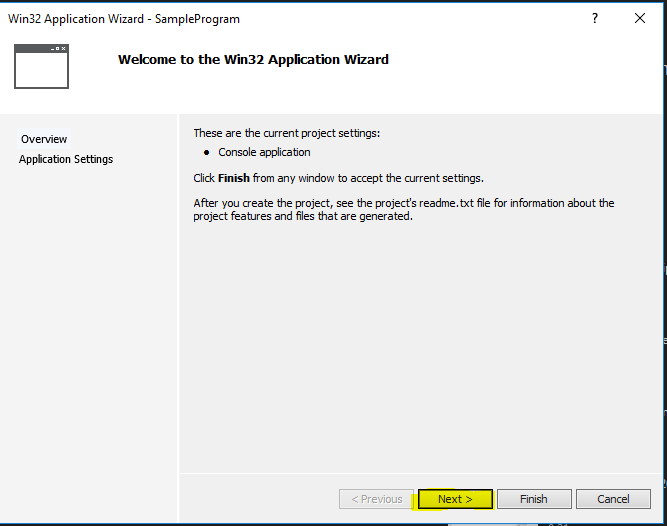 Win32 Application Wizard - SampleProgram
?
Welcome to the Win32 Application Wizard
Overview
Application Settings
These are the current project settings:
Console application
Click Finish from any window to accept the current settings.
After you create the project, see the project's readme.txt file for information about the
project features and files that are generated.
< Previous
Next >
Finish
Cancel